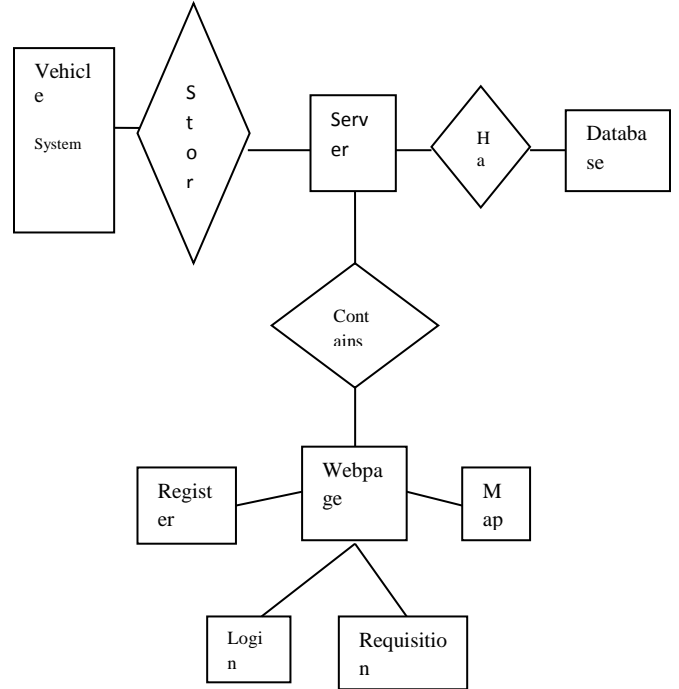 Vehicl
e
System
S
t
o
r
Serv
er
H
a
Databa
se
Cont
ains
Webpa
ge
Regist
er
M
ap
Logi
n
Requisitio
n